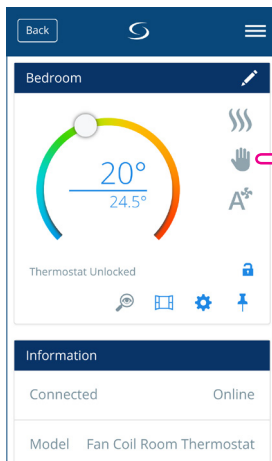 Back
Bedroom
20°
24.5°
A
Thermostat Unlocked
Information
Connected Online
Model Fan Coil Room Thermostat